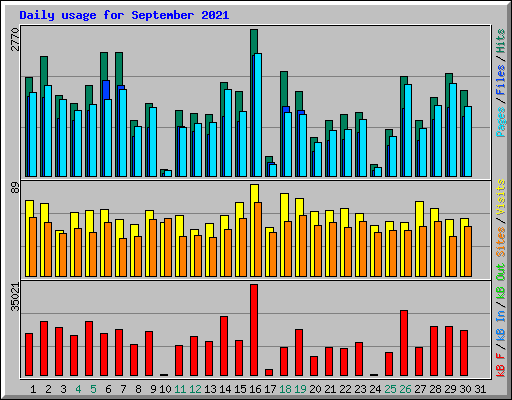 Daily usage for September 2021
2770
Pages / Files / Hits
89
Sites / Visits
35021
kB F / kB In / kB Out
1 2 3 4 5 6 7 8 9 10 11 12 13 14 15 16 17 18 19 20 21 22 23 24 25 26 27 28 29 30 31